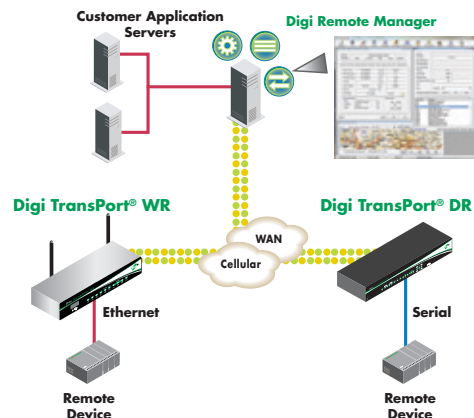 Customer Application
Servers
Digi Remote Manager
Digi TransPort® WR
Digi TransPort® DR
WAN
Cellular
Ethernet
Serial
Remote
Device
Remote
Device